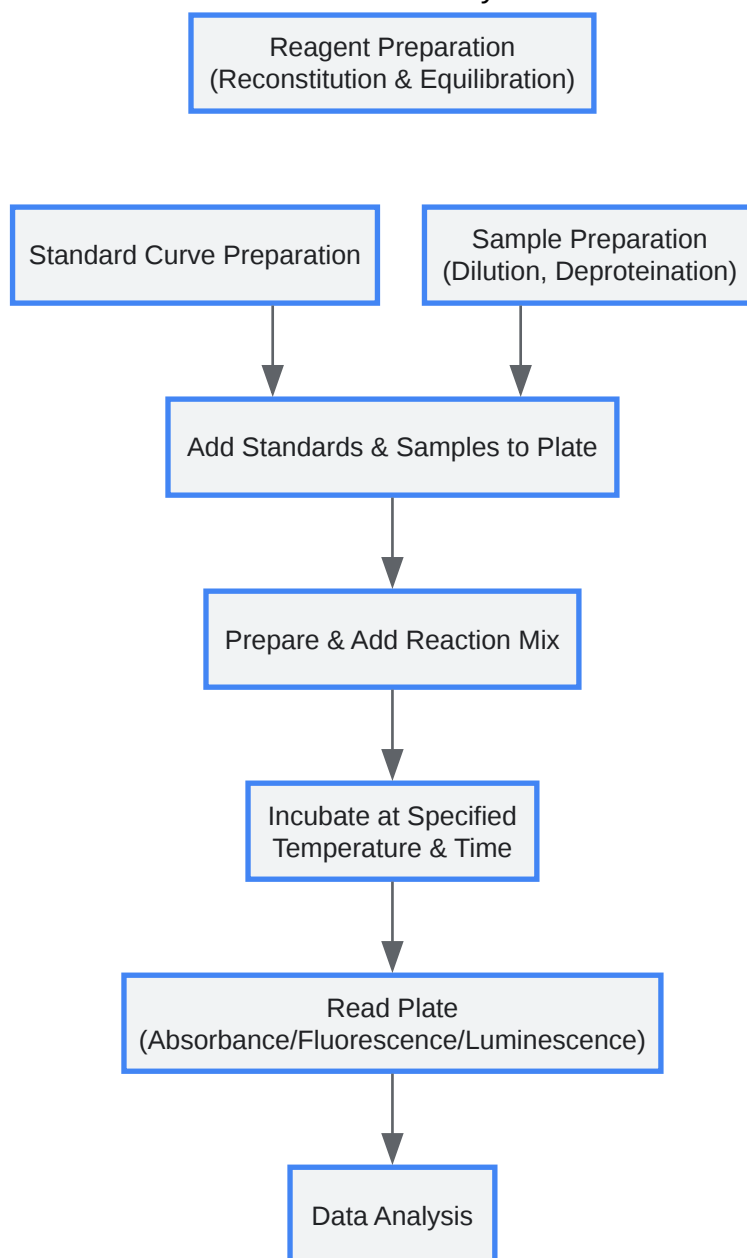 Reagent Preparation
(Reconstitution & Equilibration)
Standard Curve Preparation
Sample Preparation
(Dilution, Deproteination)
Add Standards & Samples to Plate
Prepare & Add Reaction Mix
Incubate at Specified
Temperature & Time
Read Plate
(Absorbance/Fluorescence/Luminescence)
Data Analysis